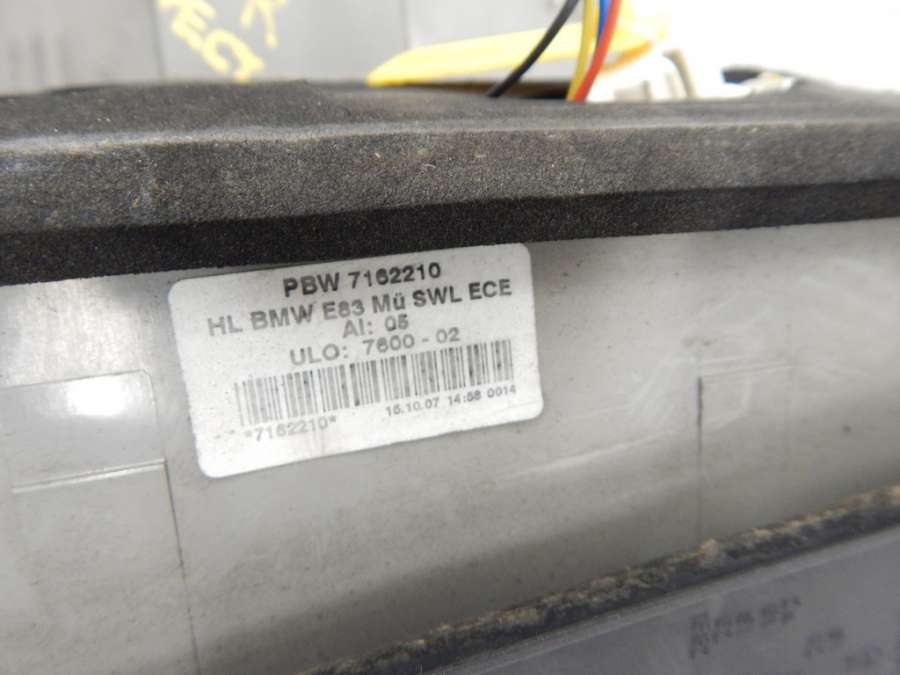 PBW 7162210
HL BMW E83 Mü SWL ECE
AI: 05
ULO: 7600 - 02
15.10.07 14:58 0014
*7162210*